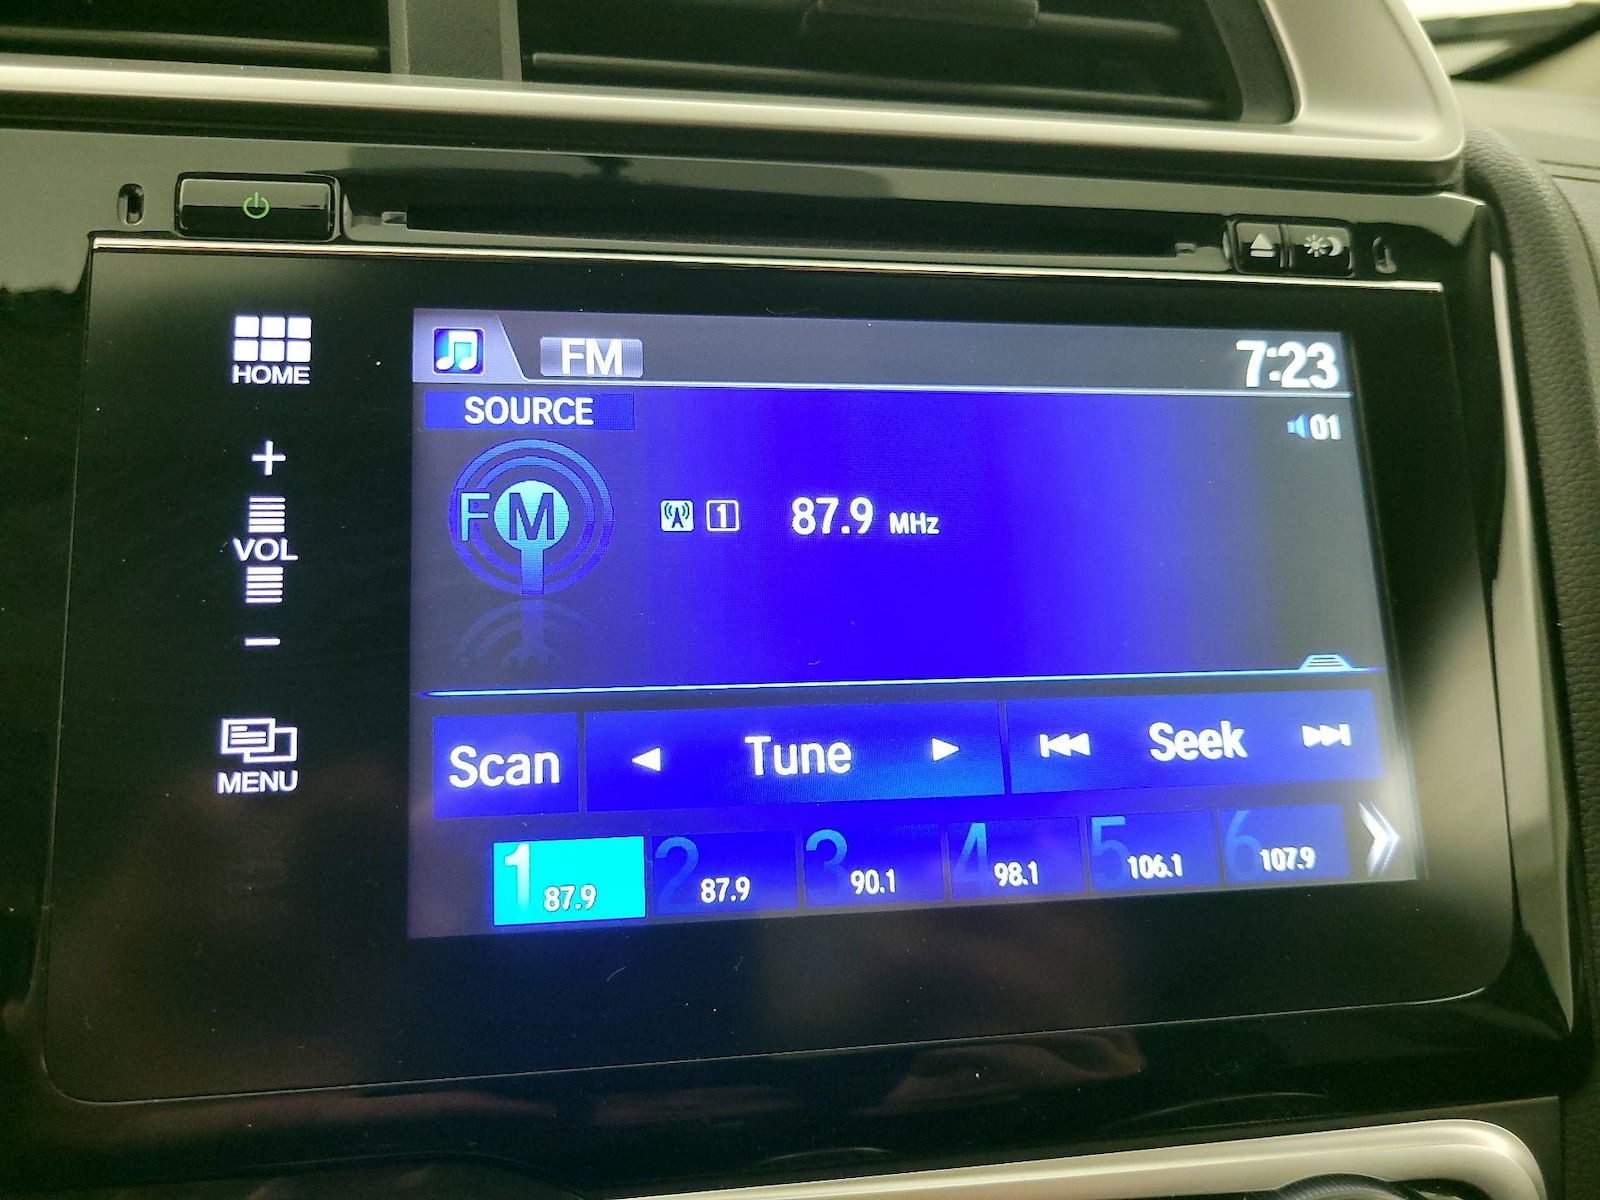 HOME
+
VOL
−
MENU
FM
7:23
SOURCE
01
FM
1
87.9 MHz
Scan
Tune
Seek
1 87.9
2 87.9
3 90.1
4 98.1
5 106.1
6 107.9